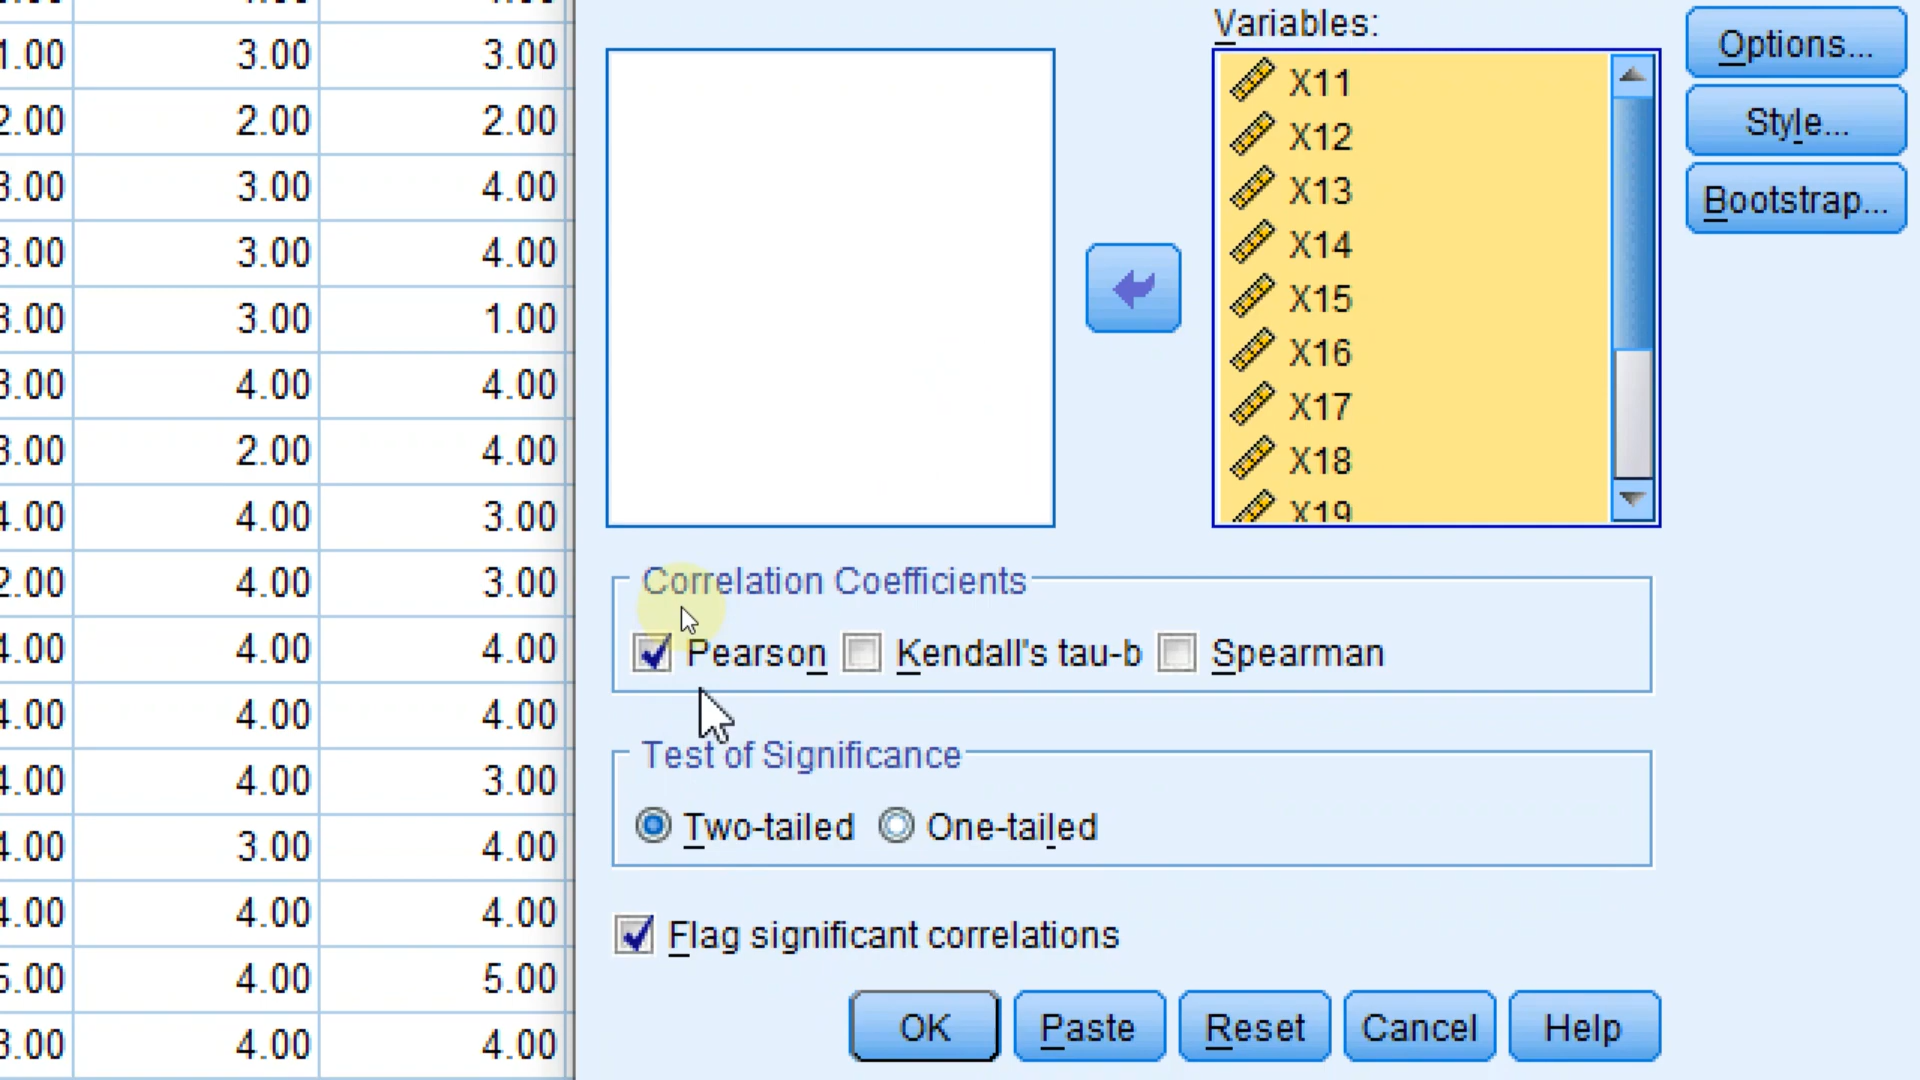 Variables:
Options...
Style...
Bootstrap...
X11
X12
X13
X14
X15
X16
X17
X18
X19
1.00 3.00 3.00
2.00 2.00 2.00
3.00 3.00 4.00
3.00 3.00 4.00
3.00 3.00 1.00
3.00 4.00 4.00
3.00 2.00 4.00
4.00 4.00 3.00
2.00 4.00 3.00
4.00 4.00 4.00
4.00 4.00 4.00
4.00 4.00 3.00
4.00 3.00 4.00
4.00 4.00 4.00
5.00 4.00 5.00
3.00 4.00 4.00
Correlation Coefficients
Pearson Kendall's tau-b Spearman
Test of Significance
Two-tailed One-tailed
Flag significant correlations
OK Paste Reset Cancel Help